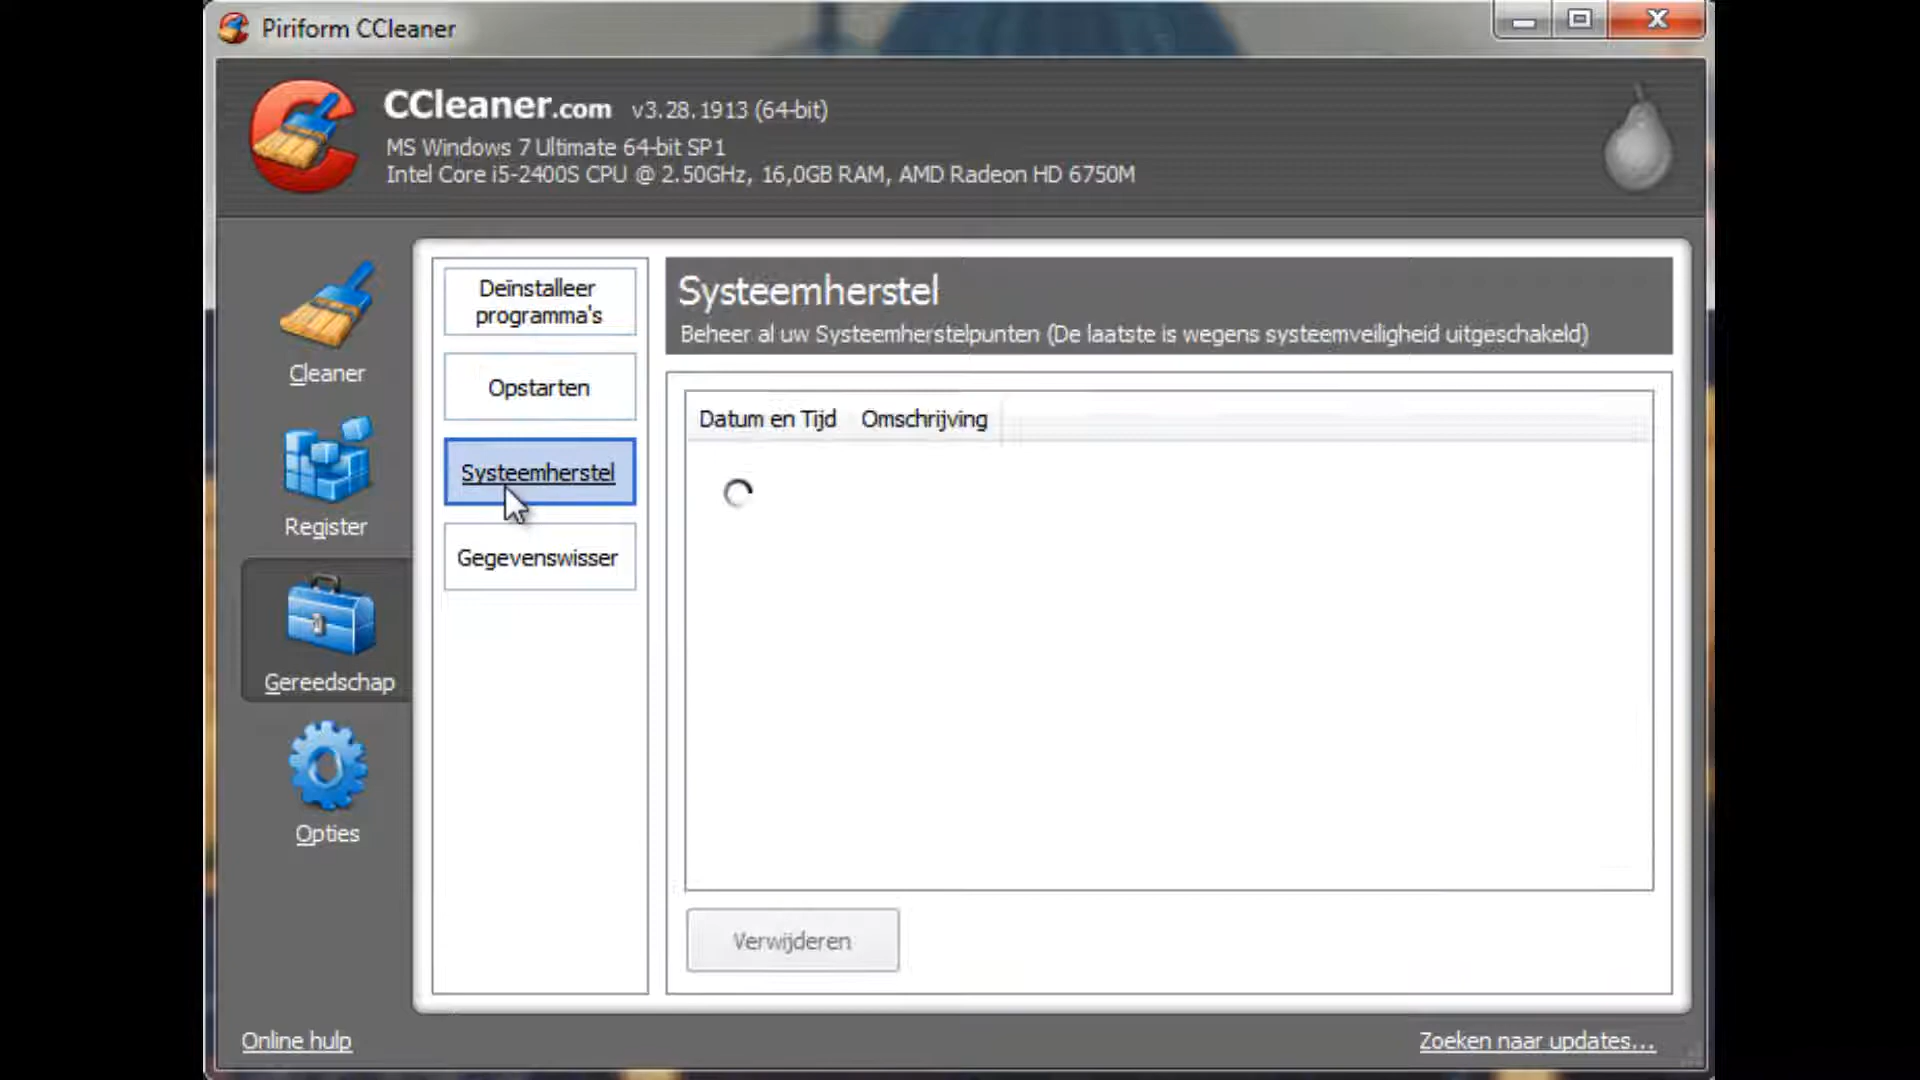 Piriform CCleaner
CCleaner.com v3.28.1913 (64-bit)
MS Windows 7 Ultimate 64-bit SP1
Intel Core i5-2400S CPU @ 2.50GHz, 16,0GB RAM, AMD Radeon HD 6750M
Cleaner
Register
Gereedschap
Opties
Deïnstalleer
programma's
Opstarten
Systeemherstel
Gegevenswisser
Systeemherstel
Beheer al uw Systeemherstelpunten (De laatste is wegens systeemveiligheid uitgeschakeld)
Datum en Tijd Omschrijving
Verwijderen
Online hulp
Zoeken naar updates...